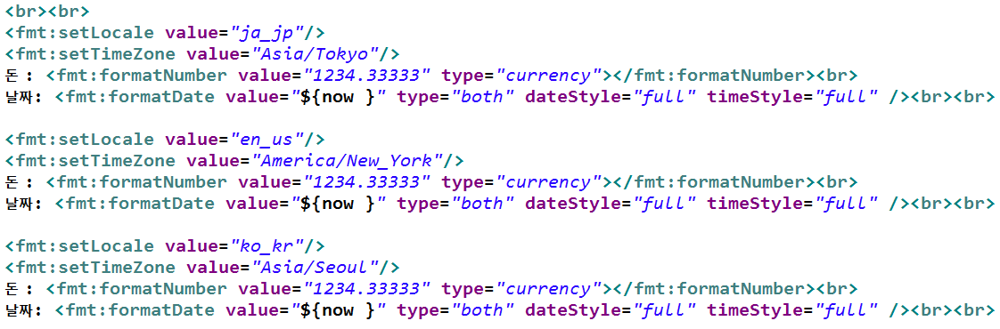 <br><br>
<fmt:setLocale value="ja_jp"/>
<fmt:setTimeZone value="Asia/Tokyo"/>
돈 : <fmt:formatNumber value="1234.33333" type="currency"></fmt:formatNumber><br>
날짜: <fmt:formatDate value="${now }" type="both" dateStyle="full" timeStyle="full" /><br><br>
<fmt:setLocale value="en_us"/>
<fmt:setTimeZone value="America/New_York"/>
돈 : <fmt:formatNumber value="1234.33333" type="currency"></fmt:formatNumber><br>
날짜: <fmt:formatDate value="${now }" type="both" dateStyle="full" timeStyle="full" /><br><br>
<fmt:setLocale value="ko_kr"/>
<fmt:setTimeZone value="Asia/Seoul"/>
돈 : <fmt:formatNumber value="1234.33333" type="currency"></fmt:formatNumber><br>
날짜: <fmt:formatDate value="${now }" type="both" dateStyle="full" timeStyle="full" /><br><br>